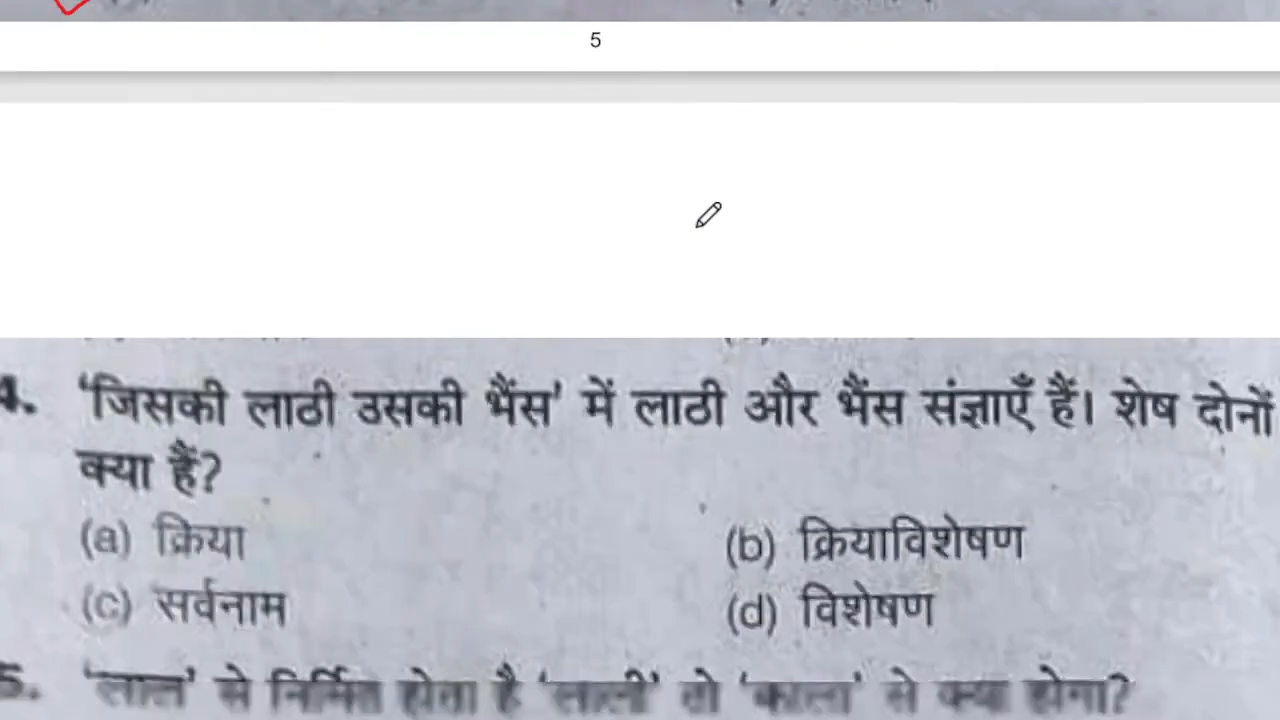 5
4. 'जिसकी लाठी उसकी भैंस' में लाठी और भैंस संज्ञाएँ हैं। शेष दोनों
क्या हैं?
(a) क्रिया (b) क्रियाविशेषण
(c) सर्वनाम (d) विशेषण
5. 'लाल' से निर्मित होता है 'लाली' तो 'काला' से क्या होगा?